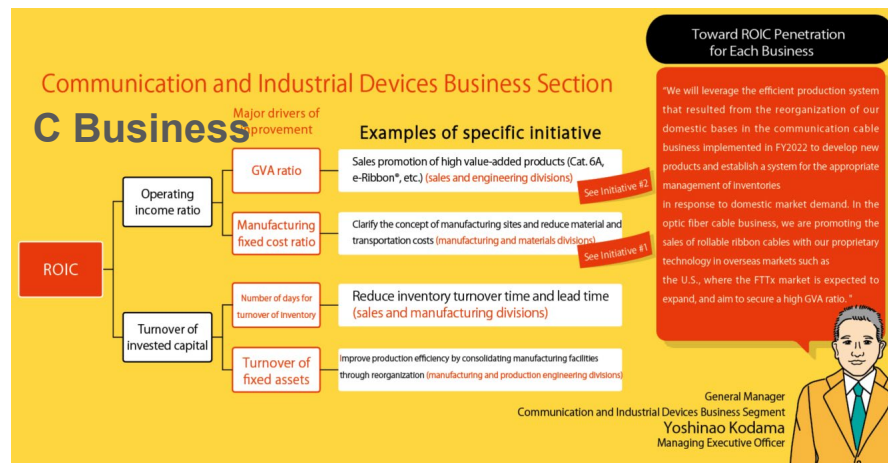 Toward ROIC Penetration
for Each Business
Communication and Industrial Devices Business Section
C Business
Major drivers of
improvement
Examples of specific initiative
ROIC
Operating
income ratio
GVA ratio
Sales promotion of high value-added products (Cat. 6A,
e-Ribbon®, etc.) (sales and engineering divisions)
See Initiative #2
Manufacturing
fixed cost ratio
Clarify the concept of manufacturing sites and reduce material and
transportation costs (manufacturing and materials divisions)
See Initiative #1
Turnover of
invested capital
Number of days for
turnover of inventory
Reduce inventory turnover time and lead time
(sales and manufacturing divisions)
Turnover of
fixed assets
Improve production efficiency by consolidating manufacturing facilities
through reorganization (manufacturing and production engineering divisions)
"We will leverage the efficient production system
that resulted from the reorganization of our
domestic bases in the communication cable
business implemented in FY2022 to develop new
products and establish a system for the appropriate
management of inventories
in response to domestic market demand. In the
optic fiber cable business, we are promoting the
sales of rollable ribbon cables with our proprietary
technology in overseas markets such as
the U.S., where the FTTx market is expected to
expand, and aim to secure a high GVA ratio. "
General Manager
Communication and Industrial Devices Business Segment
Yoshinao Kodama
Managing Executive Officer